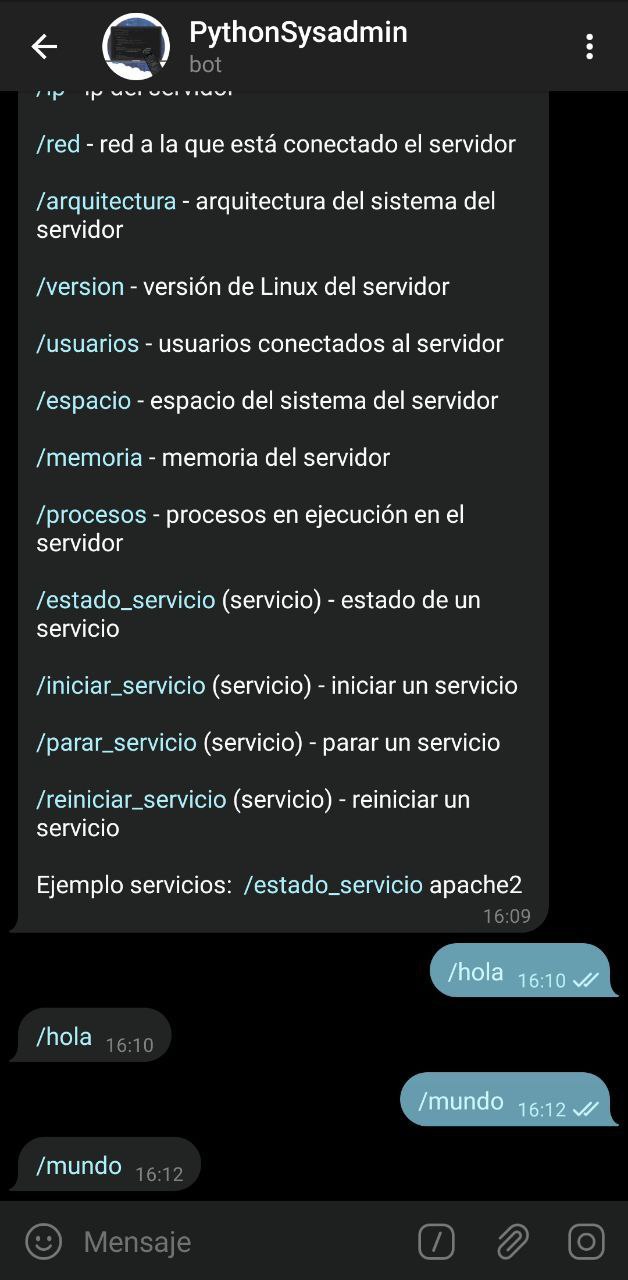 PythonSysadmin
bot
/ip - ip del servidor
/red - red a la que está conectado el servidor
/arquitectura - arquitectura del sistema del
servidor
/version - versión de Linux del servidor
/usuarios - usuarios conectados al servidor
/espacio - espacio del sistema del servidor
/memoria - memoria del servidor
/procesos - procesos en ejecución en el
servidor
/estado_servicio (servicio) - estado de un
servicio
/iniciar_servicio (servicio) - iniciar un servicio
/parar_servicio (servicio) - parar un servicio
/reiniciar_servicio (servicio) - reiniciar un
servicio
Ejemplo servicios: /estado_servicio apache2
16:09
/hola 16:10
/hola 16:10
/mundo 16:12
/mundo 16:12
Mensaje